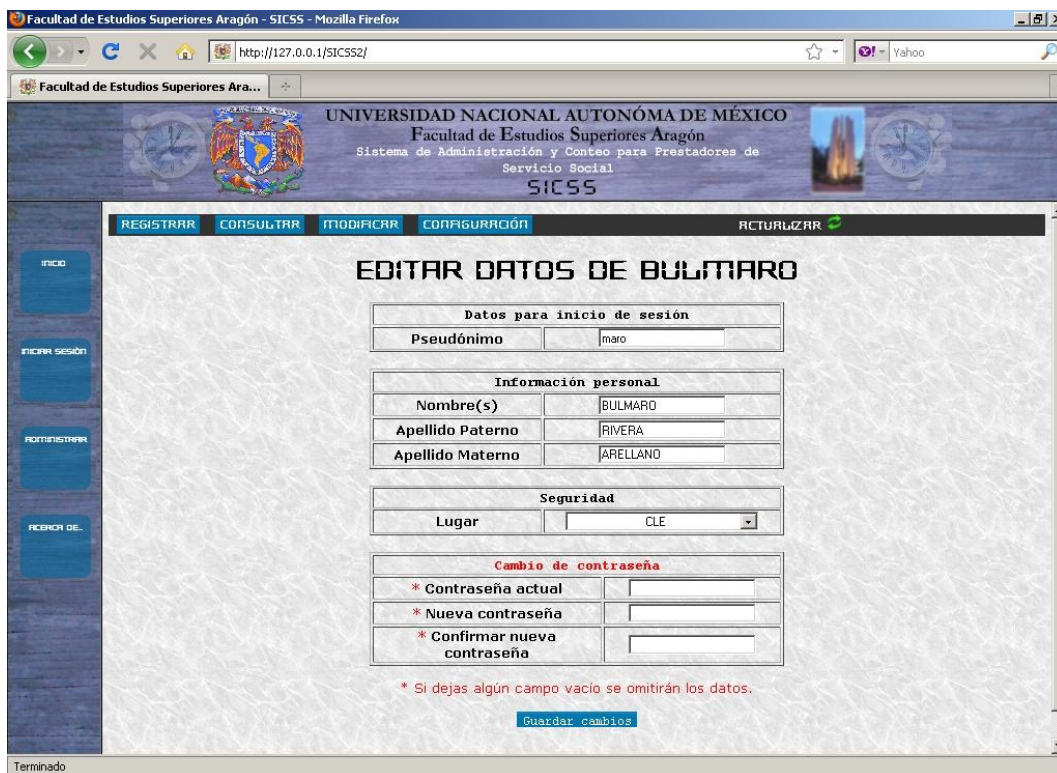 Facultad de Estudios Superiores Aragón - SICSS - Mozilla Firefox
http://127.0.0.1/SICSS2/
Yahoo
Facultad de Estudios Superiores Ara...
UNIVERSIDAD NACIONAL AUTONÓMA DE MÉXICO
Facultad de Estudios Superiores Aragón
Sistema de Administración y Conteo para Prestadores de
Servicio Social
SICSS
REGISTRAR CONSULTAR MODIFICAR CONFIGURACIÓN ACTUALIZAR
INICIO
INICIAR SESIÓN
ADMINISTRAR
ACERCA DE...
EDITAR DATOS DE BULMARO
Datos para inicio de sesión
Pseudónimo maro
Información personal
Nombre(s) BULMARO
Apellido Paterno RIVERA
Apellido Materno ARELLANO
Seguridad
Lugar CLE
Cambio de contraseña
* Contraseña actual
* Nueva contraseña
* Confirmar nueva
contraseña
* Si dejas algún campo vacío se omitirán los datos.
Guardar cambios
Terminado